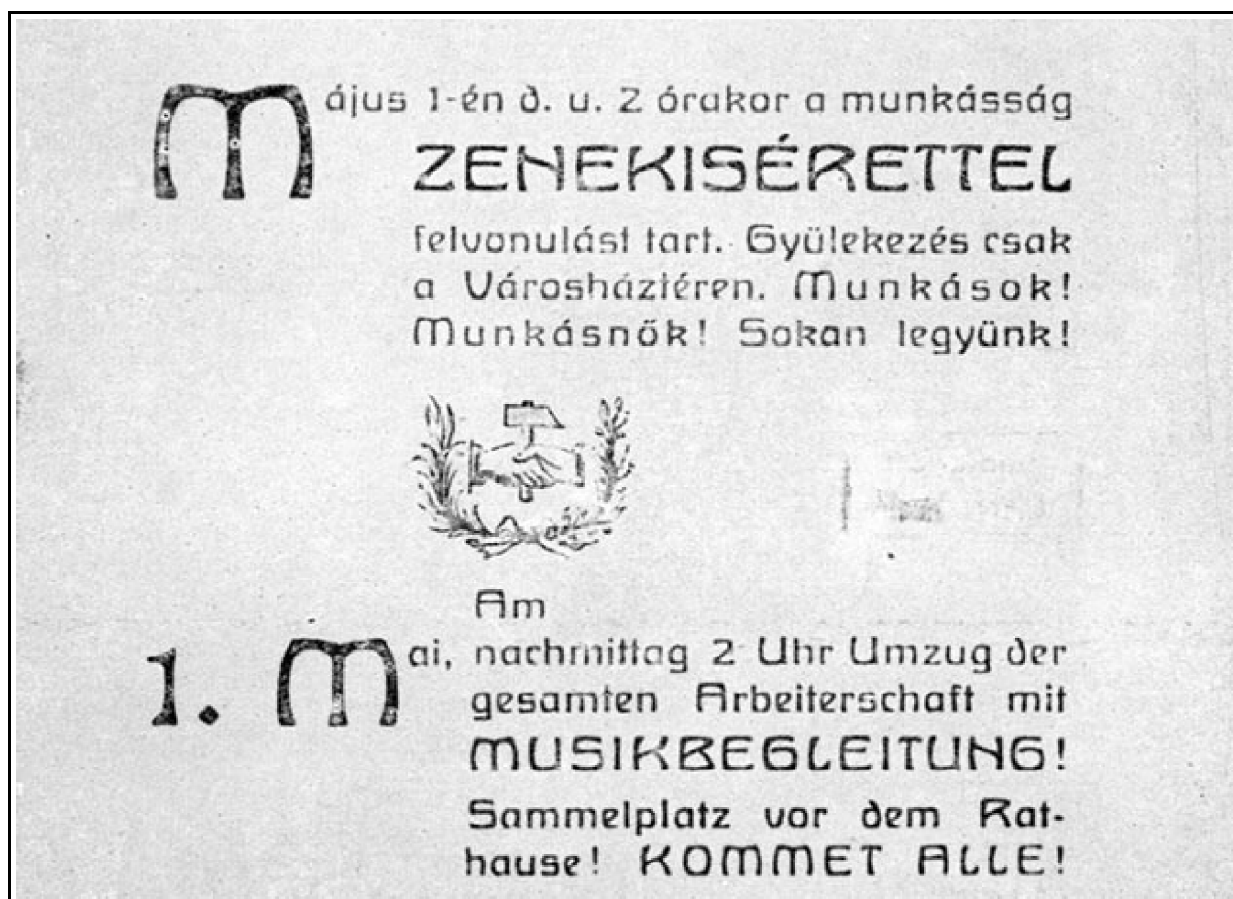 Május 1-én d. u. 2 órakor a munkásság
ZENEKISÉRETTEL
felvonulást tart. Gyülekezés csak
a Városháztéren. Munkások!
Munkásnők! Sokan legyünk!
Am
1. Mai, nachmittag 2 Uhr Umzug der
gesamten Arbeiterschaft mit
MUSIKBEGLEITUNG!
Sammelplatz vor dem Rat-
hause! KOMMET ALLE!